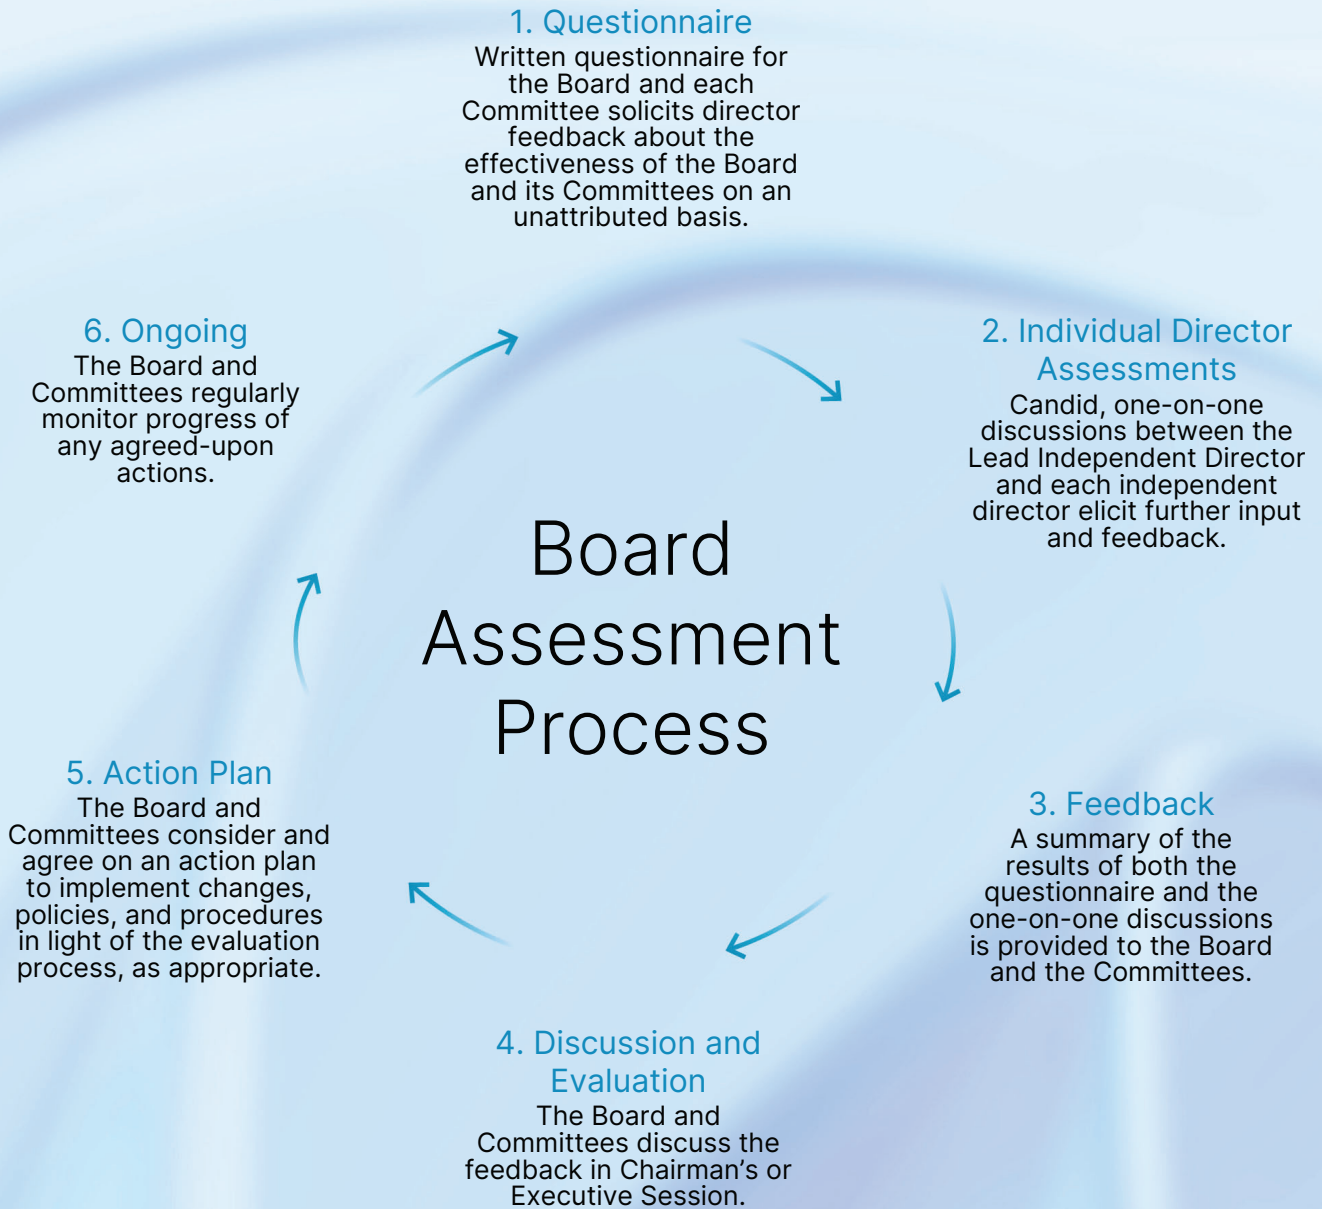 1. Questionnaire
Written questionnaire for
the Board and each
Committee solicits director
feedback about the
effectiveness of the Board
and its Committees on an
unattributed basis.
2. Individual Director
Assessments
Candid, one-on-one
discussions between the
Lead Independent Director
and each independent
director elicit further input
and feedback.
3. Feedback
A summary of the
results of both the
questionnaire and the
one-on-one discussions
is provided to the Board
and the Committees.
4. Discussion and
Evaluation
The Board and
Committees discuss the
feedback in Chairman’s or
Executive Session.
5. Action Plan
The Board and
Committees consider and
agree on an action plan
to implement changes,
policies, and procedures
in light of the evaluation
process, as appropriate.
6. Ongoing
The Board and
Committees regularly
monitor progress of
any agreed-upon
actions.
Board
Assessment
Process